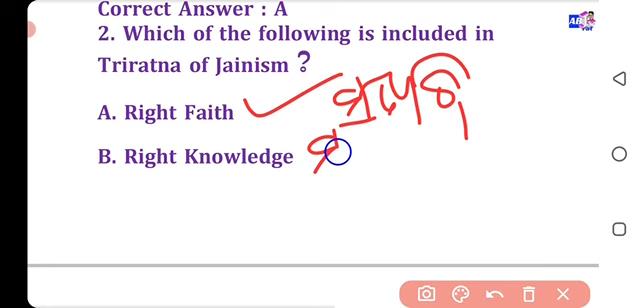 Correct Answer : A
2. Which of the following is included in
Triratna of Jainism ?
A. Right Faith
B. Right Knowledge